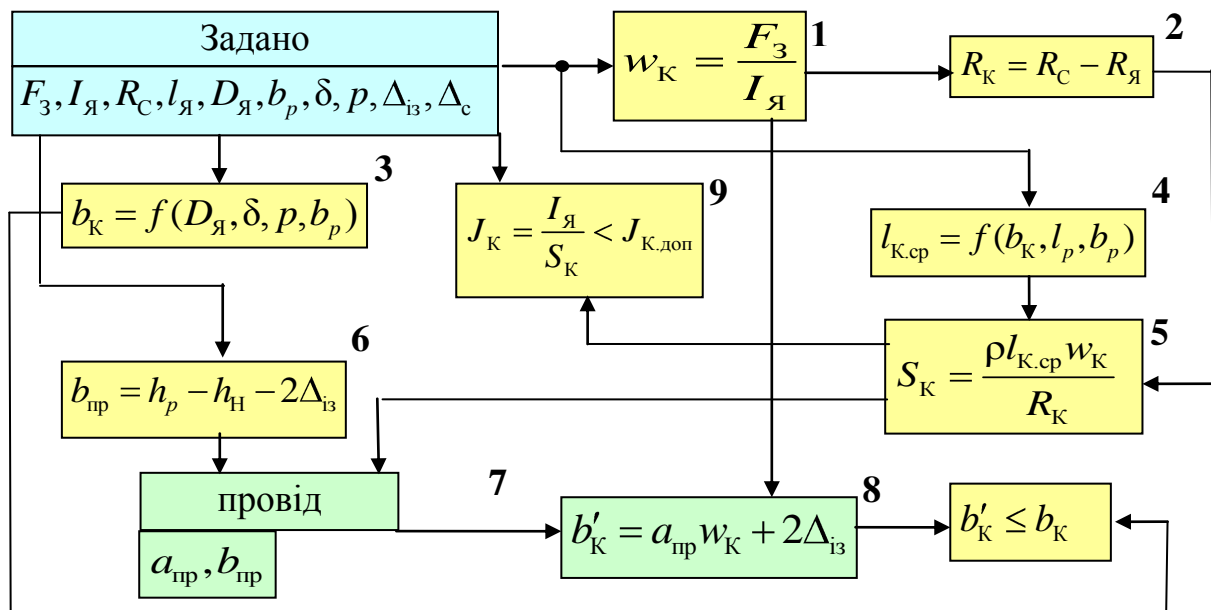 Задано
F_З, I_Я, R_С, l_Я, D_Я, b_p, δ, p, Δ_із, Δ_с
1
w_К = F_З / I_Я
2
R_К = R_С − R_Я
3
b_К = f(D_Я, δ, p, b_p)
9
J_К = I_Я / S_К < J_К.доп
4
l_К.ср = f(b_К, l_p, b_p)
6
b_пр = h_p − h_Н − 2Δ_із
5
S_К = ρl_К.ср w_К / R_К
провід
a_пр, b_пр
7
8
b′_К = a_пр w_К + 2Δ_із
b′_К ≤ b_К